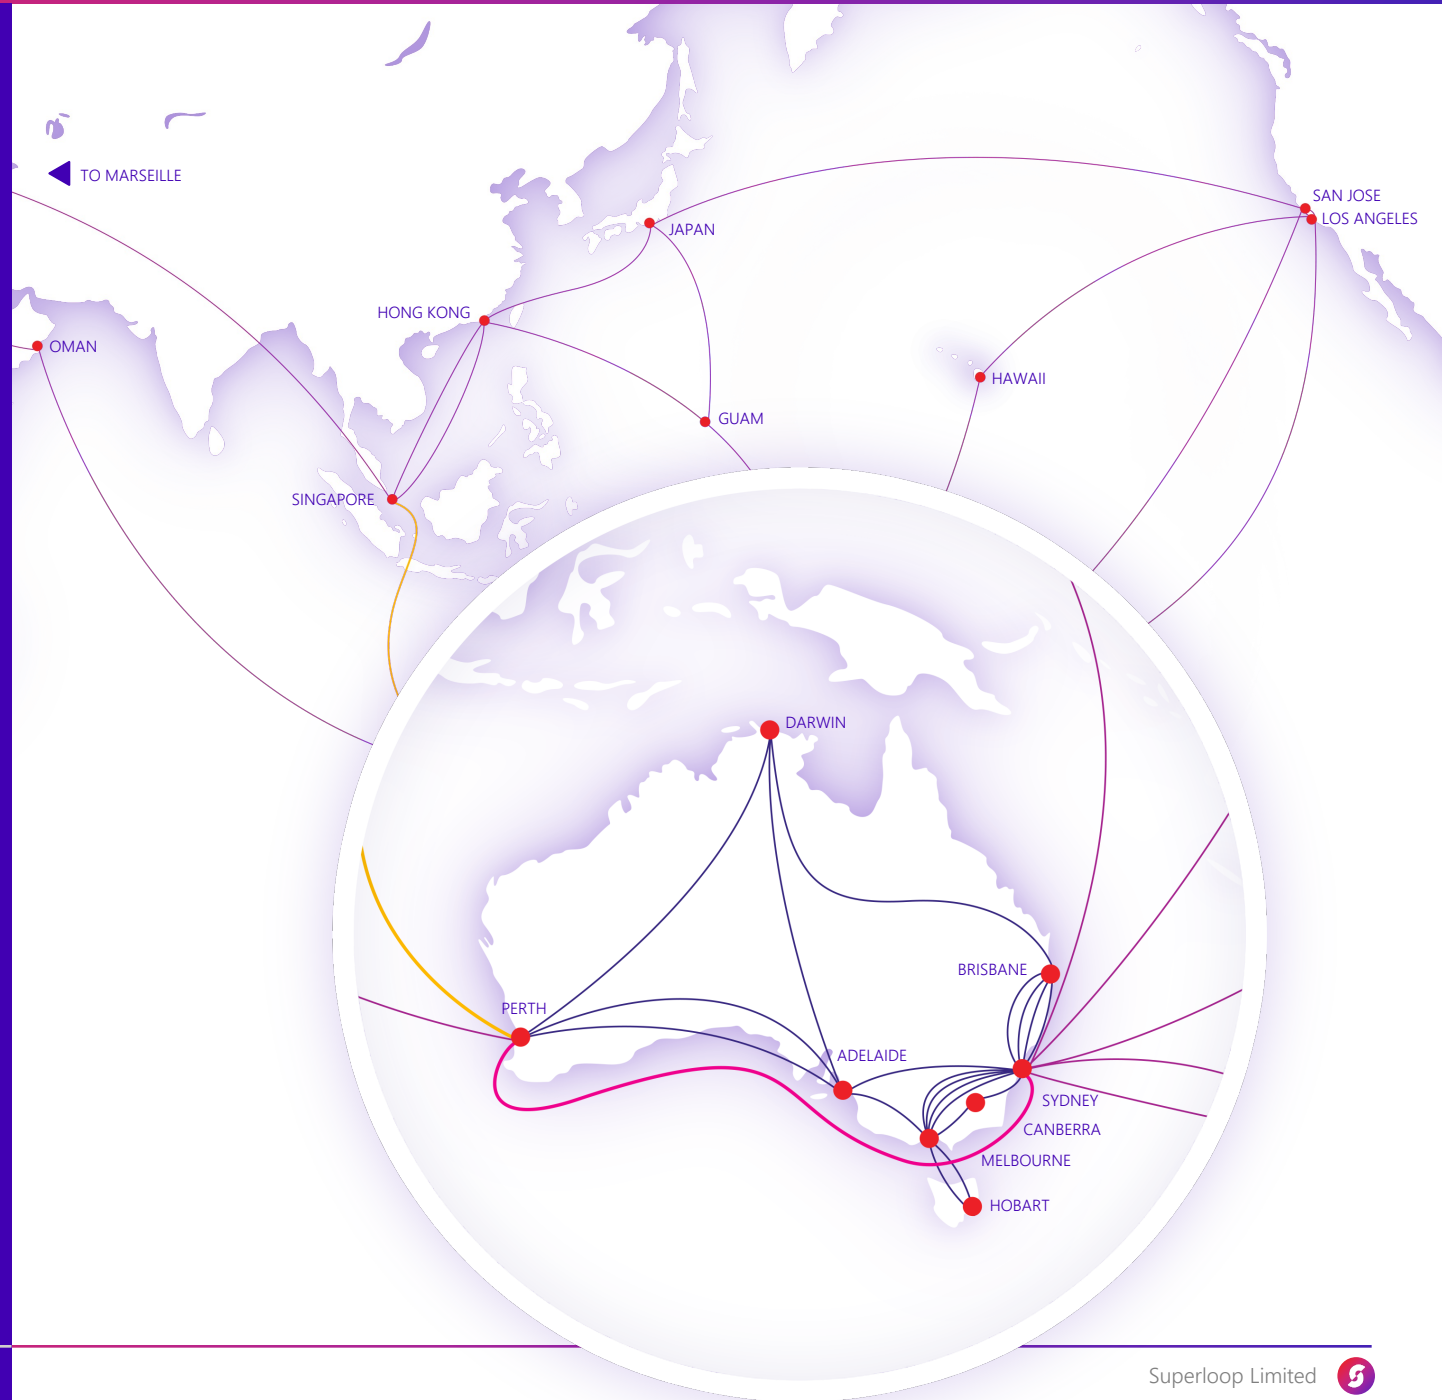 TO MARSEILLE
SAN JOSE
LOS ANGELES
JAPAN
HONG KONG
OMAN
HAWAII
GUAM
SINGAPORE
DARWIN
BRISBANE
PERTH
ADELAIDE
SYDNEY
CANBERRA
MELBOURNE
HOBART
Superloop Limited